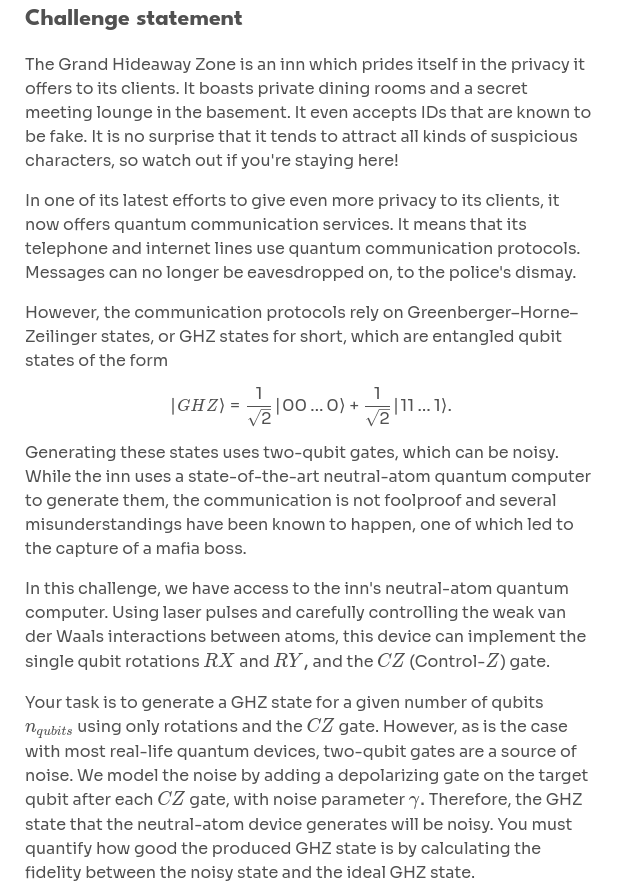 Challenge statement
The Grand Hideaway Zone is an inn which prides itself in the privacy it
offers to its clients. It boasts private dining rooms and a secret
meeting lounge in the basement. It even accepts IDs that are known to
be fake. It is no surprise that it tends to attract all kinds of suspicious
characters, so watch out if you're staying here!
In one of its latest efforts to give even more privacy to its clients, it
now offers quantum communication services. It means that its
telephone and internet lines use quantum communication protocols.
Messages can no longer be eavesdropped on, to the police's dismay.
However, the communication protocols rely on Greenberger–Horne–
Zeilinger states, or GHZ states for short, which are entangled qubit
states of the form
|GHZ⟩ = 1/√2 |00 … 0⟩ + 1/√2 |11 … 1⟩.
Generating these states uses two-qubit gates, which can be noisy.
While the inn uses a state-of-the-art neutral-atom quantum computer
to generate them, the communication is not foolproof and several
misunderstandings have been known to happen, one of which led to
the capture of a mafia boss.
In this challenge, we have access to the inn's neutral-atom quantum
computer. Using laser pulses and carefully controlling the weak van
der Waals interactions between atoms, this device can implement the
single qubit rotations RX and RY, and the CZ (Control-Z) gate.
Your task is to generate a GHZ state for a given number of qubits
n_qubits using only rotations and the CZ gate. However, as is the case
with most real-life quantum devices, two-qubit gates are a source of
noise. We model the noise by adding a depolarizing gate on the target
qubit after each CZ gate, with noise parameter γ. Therefore, the GHZ
state that the neutral-atom device generates will be noisy. You must
quantify how good the produced GHZ state is by calculating the
fidelity between the noisy state and the ideal GHZ state.